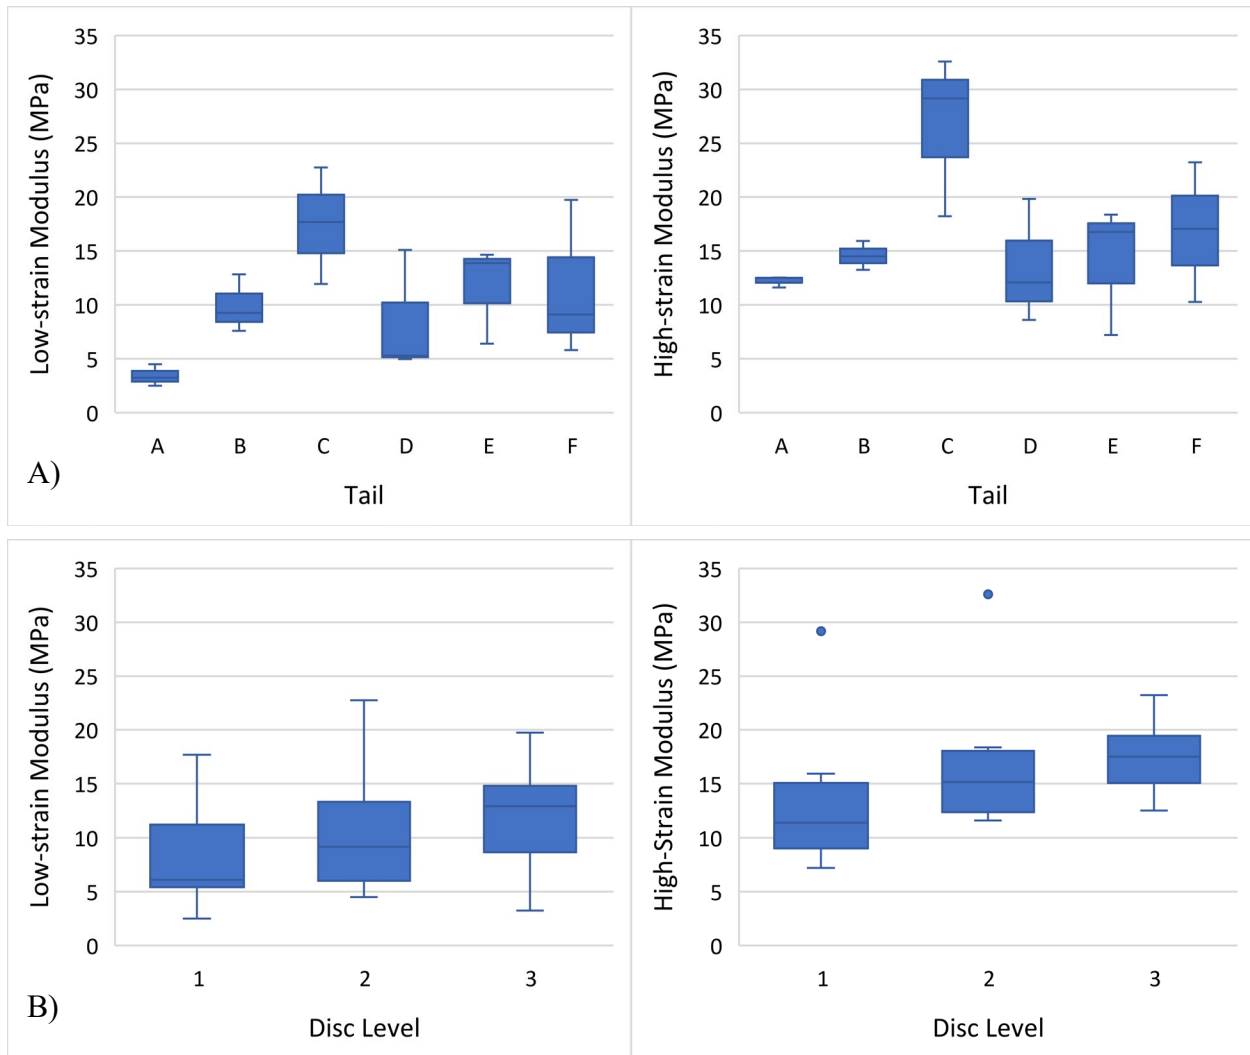 Low-strain Modulus (MPa)
35
30
25
20
15
10
5
0
A B C D E F
Tail
High-strain Modulus (MPa)
35
30
25
20
15
10
5
0
A B C D E F
Tail
A)
Low-strain Modulus (MPa)
35
30
25
20
15
10
5
0
1 2 3
Disc Level
High-Strain Modulus (MPa)
35
30
25
20
15
10
5
0
1 2 3
Disc Level
B)